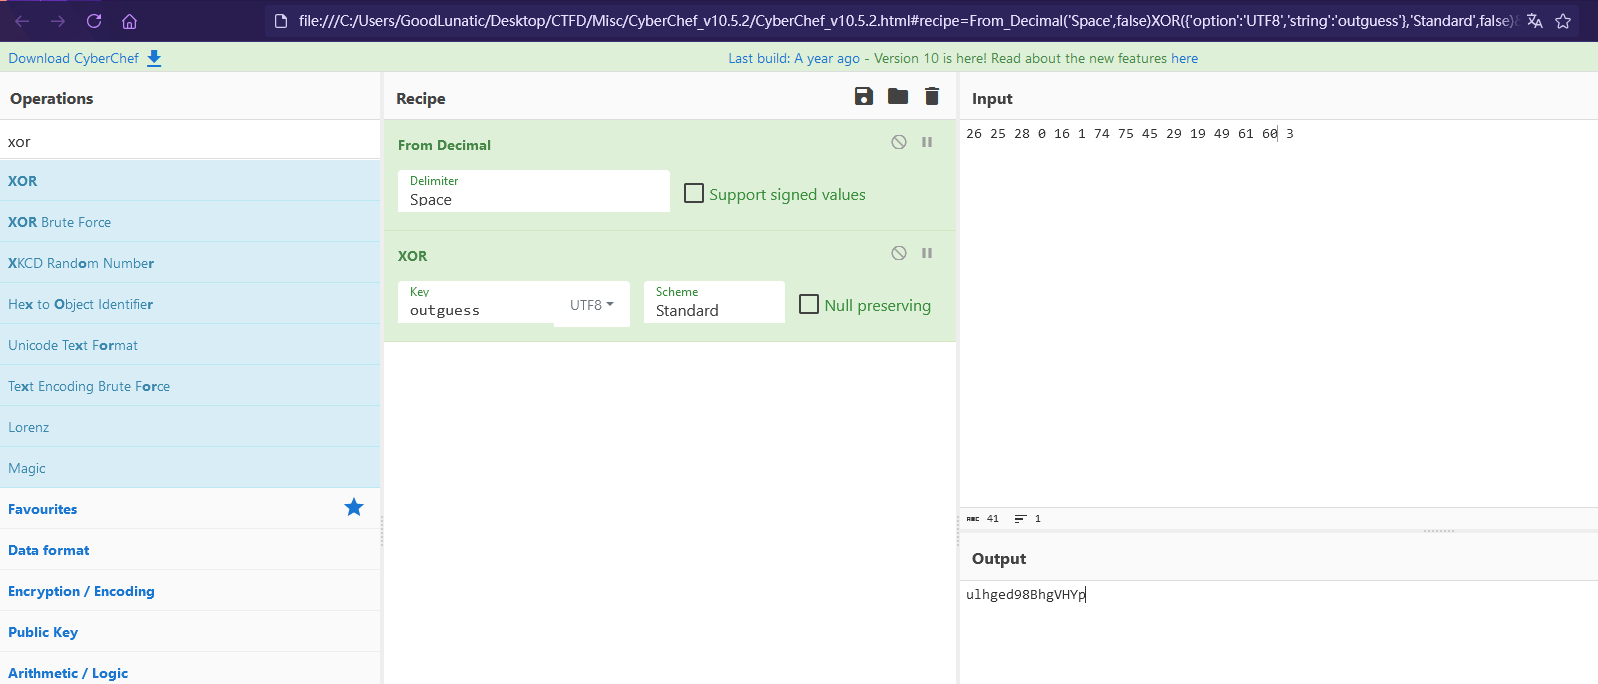 file:///C:/Users/GoodLunatic/Desktop/CTFD/Misc/CyberChef_v10.5.2/CyberChef_v10.5.2.html#recipe=From_Decimal('Space',false)XOR({'option':'UTF8','string':'outguess'},'Standard',false)&
Download CyberChef
Last build: A year ago - Version 10 is here! Read about the new features here
Operations
xor
XOR
XOR Brute Force
XKCD Random Number
Hex to Object Identifier
Unicode Text Format
Text Encoding Brute Force
Lorenz
Magic
Favourites
Data format
Encryption / Encoding
Public Key
Arithmetic / Logic
Recipe
From Decimal
Delimiter
Space
Support signed values
XOR
Key
outguess
UTF8
Scheme
Standard
Null preserving
Input
26 25 28 0 16 1 74 75 45 29 19 49 61 60 3
ABC 41 1
Output
ulhged98BhgVHYp